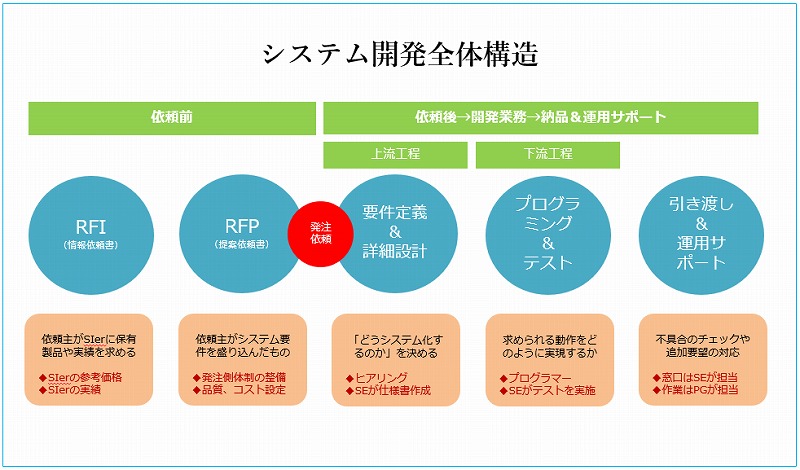 システム開発全体構造
依頼前
依頼後→開発業務→納品＆運用サポート
上流工程
下流工程
RFI
（情報依頼書）
RFP
（提案依頼書）
発注
依頼
要件定義
＆
詳細設計
プログラ
ミング
＆
テスト
引き渡し
＆
運用サ
ポート
依頼主がSIerに保有
製品や実績を求める
◆SIerの参考価格
◆SIerの実績
依頼主がシステム要
件を盛り込んだもの
◆発注側体制の整備
◆品質、コスト設定
「どうシステム化す
るのか」を決める
◆ヒアリング
◆SEが仕様書作成
求められる動作をど
のように実現するか
◆プログラマー
◆SEがテストを実施
不具合のチェックや
追加要望の対応
◆窓口はSEが担当
◆作業はPGが担当